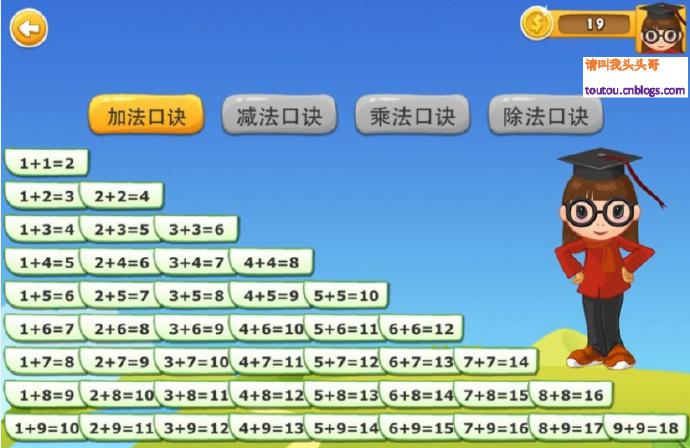 19
请叫我头头哥
toutou.cnblogs.com
加法口诀 减法口诀 乘法口诀 除法口诀
1+1=2
1+2=3 2+2=4
1+3=4 2+3=5 3+3=6
1+4=5 2+4=6 3+4=7 4+4=8
1+5=6 2+5=7 3+5=8 4+5=9 5+5=10
1+6=7 2+6=8 3+6=9 4+6=10 5+6=11 6+6=12
1+7=8 2+7=9 3+7=10 4+7=11 5+7=12 6+7=13 7+7=14
1+8=9 2+8=10 3+8=11 4+8=12 5+8=13 6+8=14 7+8=15 8+8=16
1+9=10 2+9=11 3+9=12 4+9=13 5+9=14 6+9=15 7+9=16 8+9=17 9+9=18